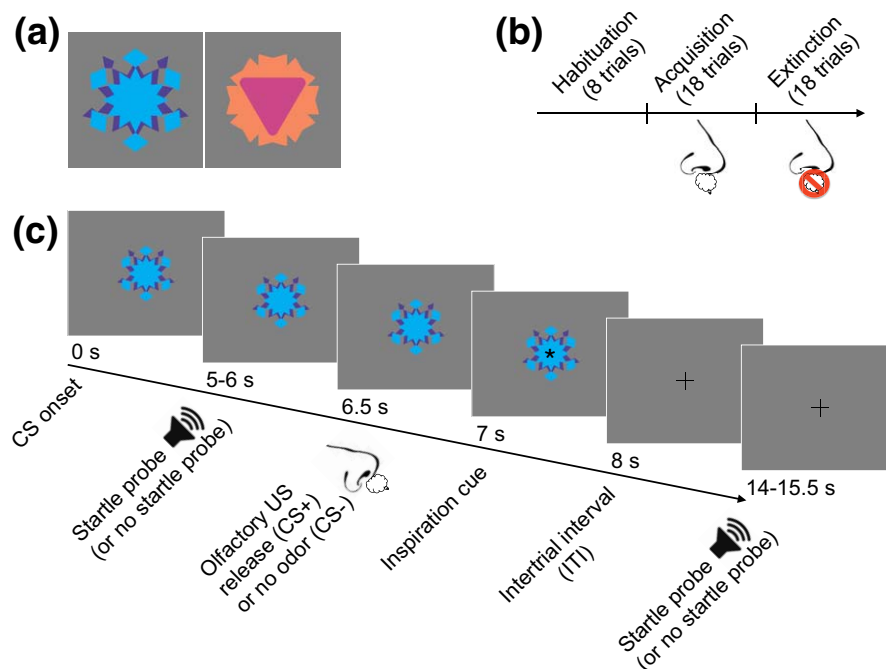 (a)
(b)
Habituation
(8 trials)
Acquisition
(18 trials)
Extinction
(18 trials)
(c)
0 s
5-6 s
6.5 s
*
7 s
8 s
14-15.5 s
CS onset
Startle probe
(or no startle probe)
Olfactory US
release (CS+)
or no odor (CS-)
Inspiration cue
Intertrial interval
(ITI)
Startle probe
(or no startle probe)